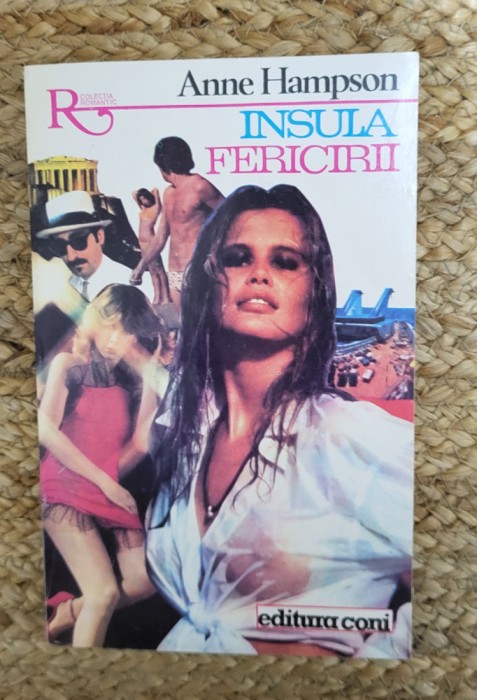 Anne Hampson
R COLECȚIA
ROMANTIC
INSULA
FERICIRII
editura coni